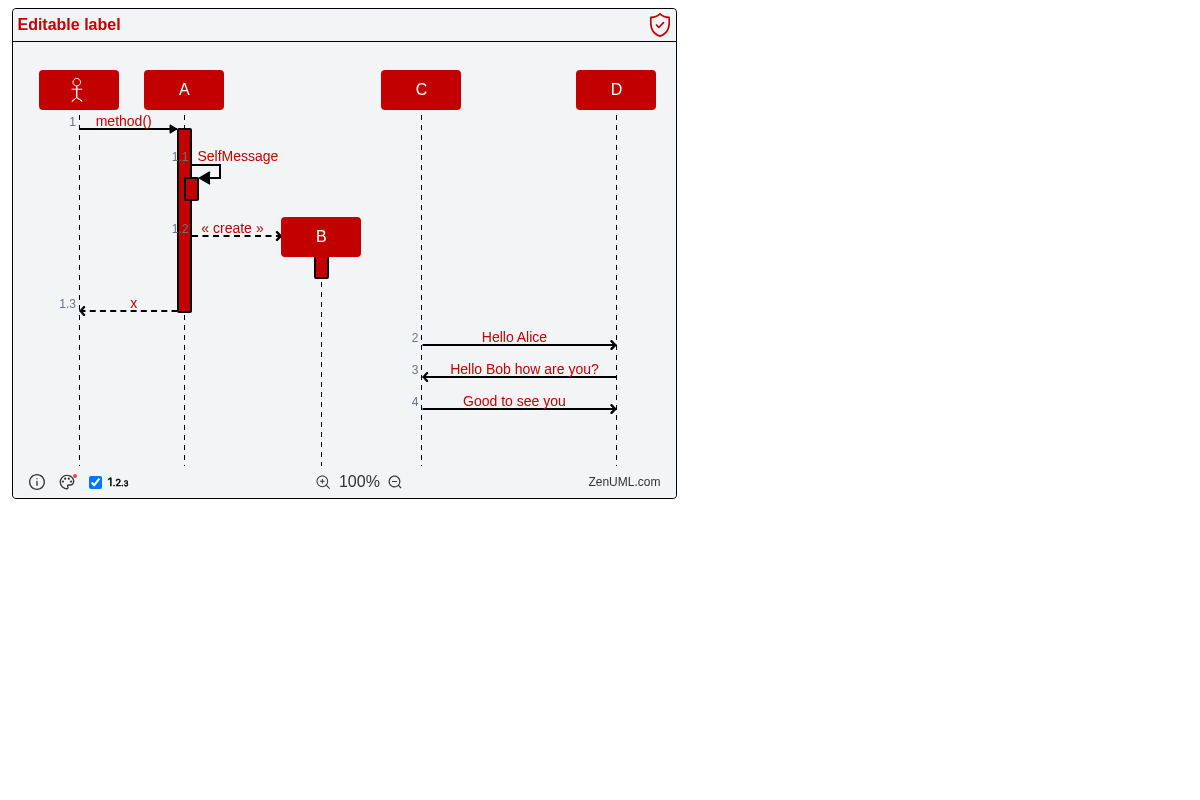 Editable label
A
C
D
1
method()
1.1
SelfMessage
1.2
« create »
B
1.3
x
2
Hello Alice
3
Hello Bob how are you?
4
Good to see you
1.2.3
100%
ZenUML.com